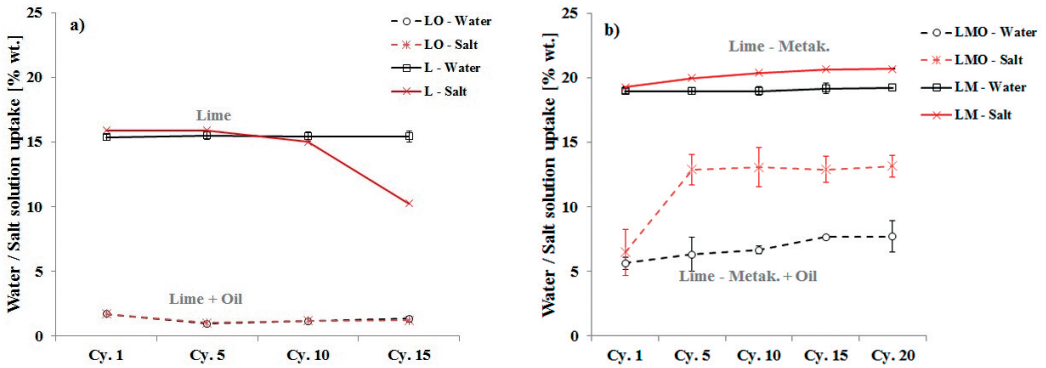 Water / Salt solution uptake [% wt.]
25
20
15
10
5
0
a)
LO - Water
LO - Salt
L - Water
L - Salt
Lime
Lime + Oil
Cy. 1 Cy. 5 Cy. 10 Cy. 15
Water / Salt solution uptake [% wt.]
25
20
15
10
5
0
b)
Lime - Metak.
LMO - Water
LMO - Salt
LM - Water
LM - Salt
Lime - Metak. + Oil
Cy. 1 Cy. 5 Cy. 10 Cy. 15 Cy. 20